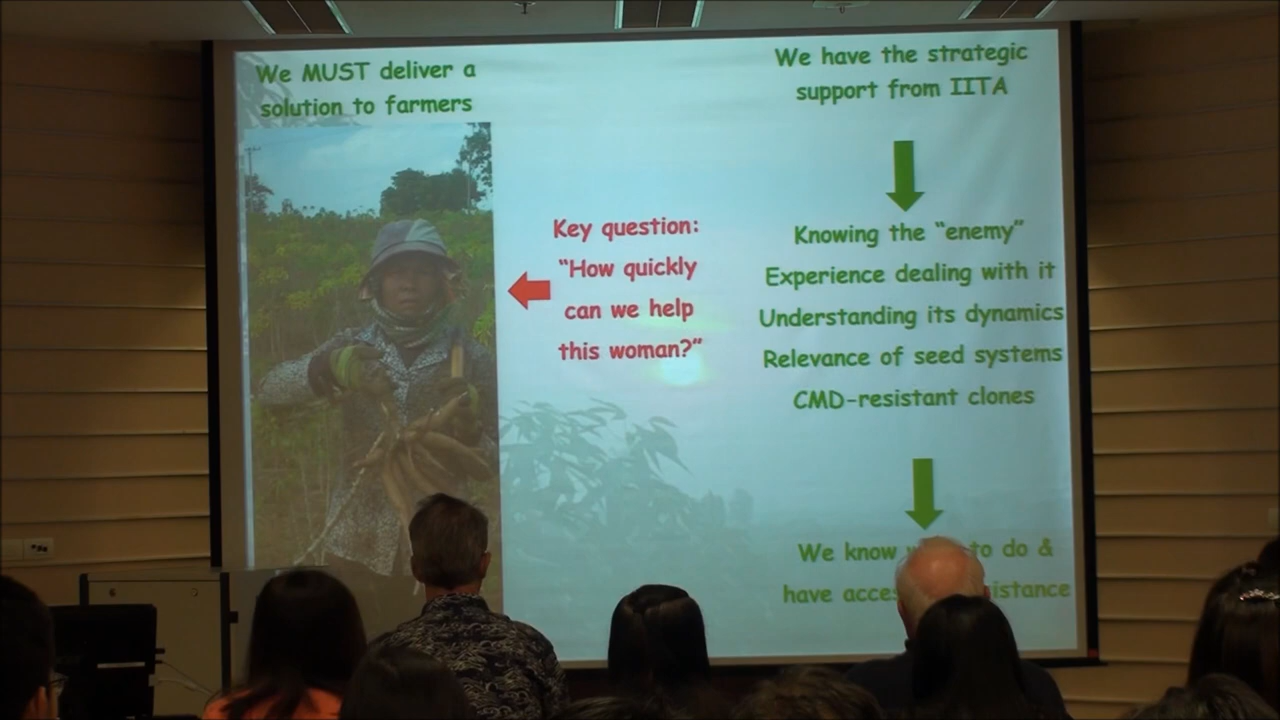 We MUST deliver a
solution to farmers
Key question:
"How quickly
can we help
this woman?"
We have the strategic
support from IITA
Knowing the "enemy"
Experience dealing with it
Understanding its dynamics
Relevance of seed systems
CMD-resistant clones
We know to do &
have